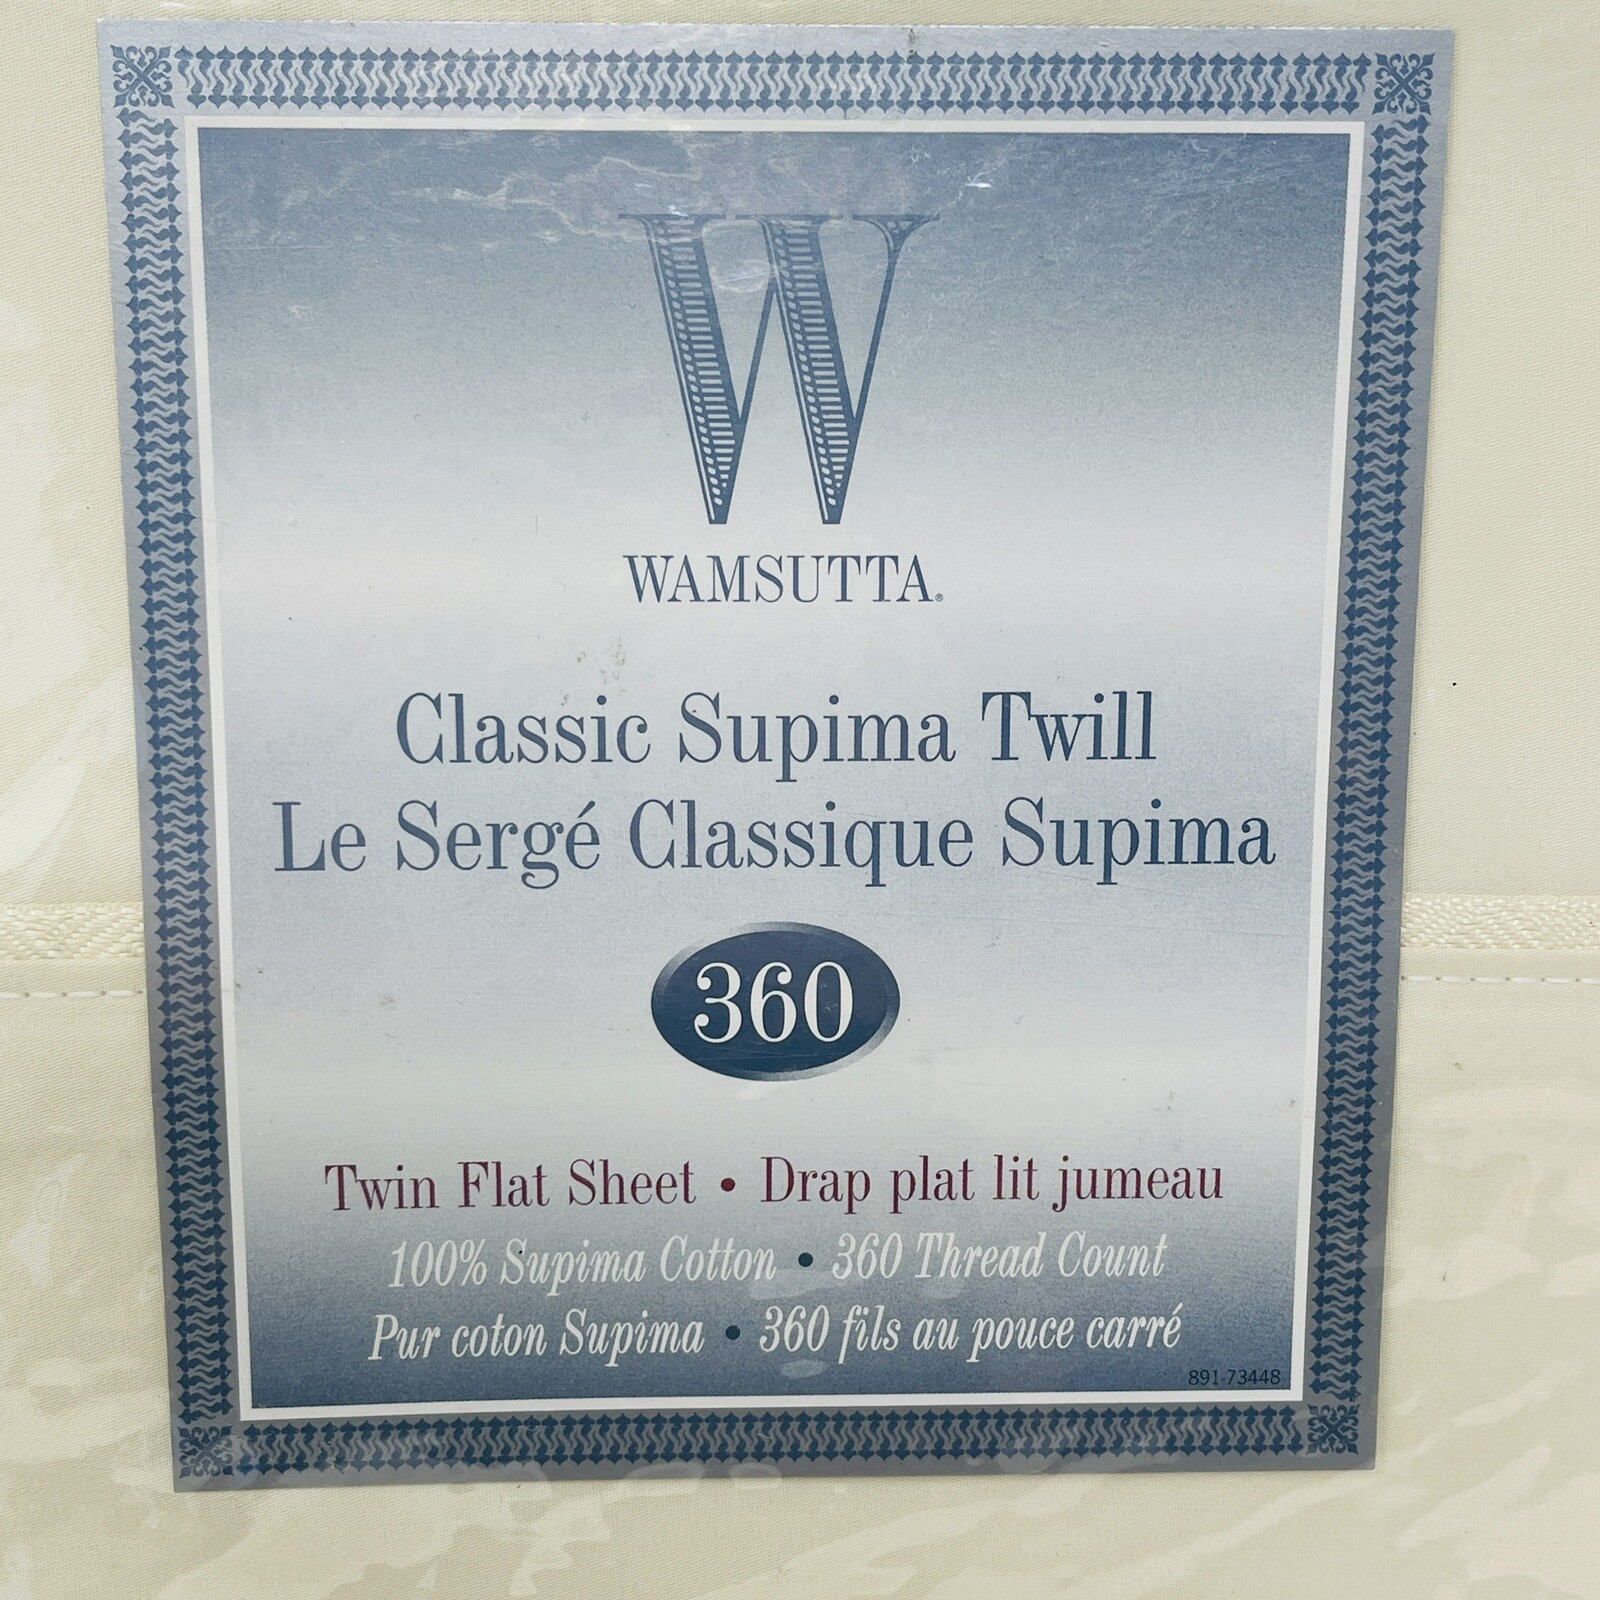 W
WAMSUTTA®
Classic Supima Twill
Le Sergé Classique Supima
360
Twin Flat Sheet • Drap plat lit jumeau
100% Supima Cotton • 360 Thread Count
Pur coton Supima • 360 fils au pouce carré
891-73448